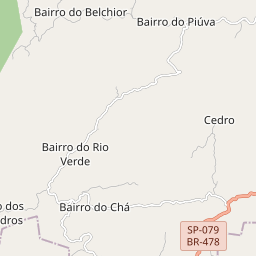 Bairro do Belchior
Bairro do Piúva
Cedro
Bairro do Rio
Verde
o dos
dros
Bairro do Chá
SP-079
BR-478